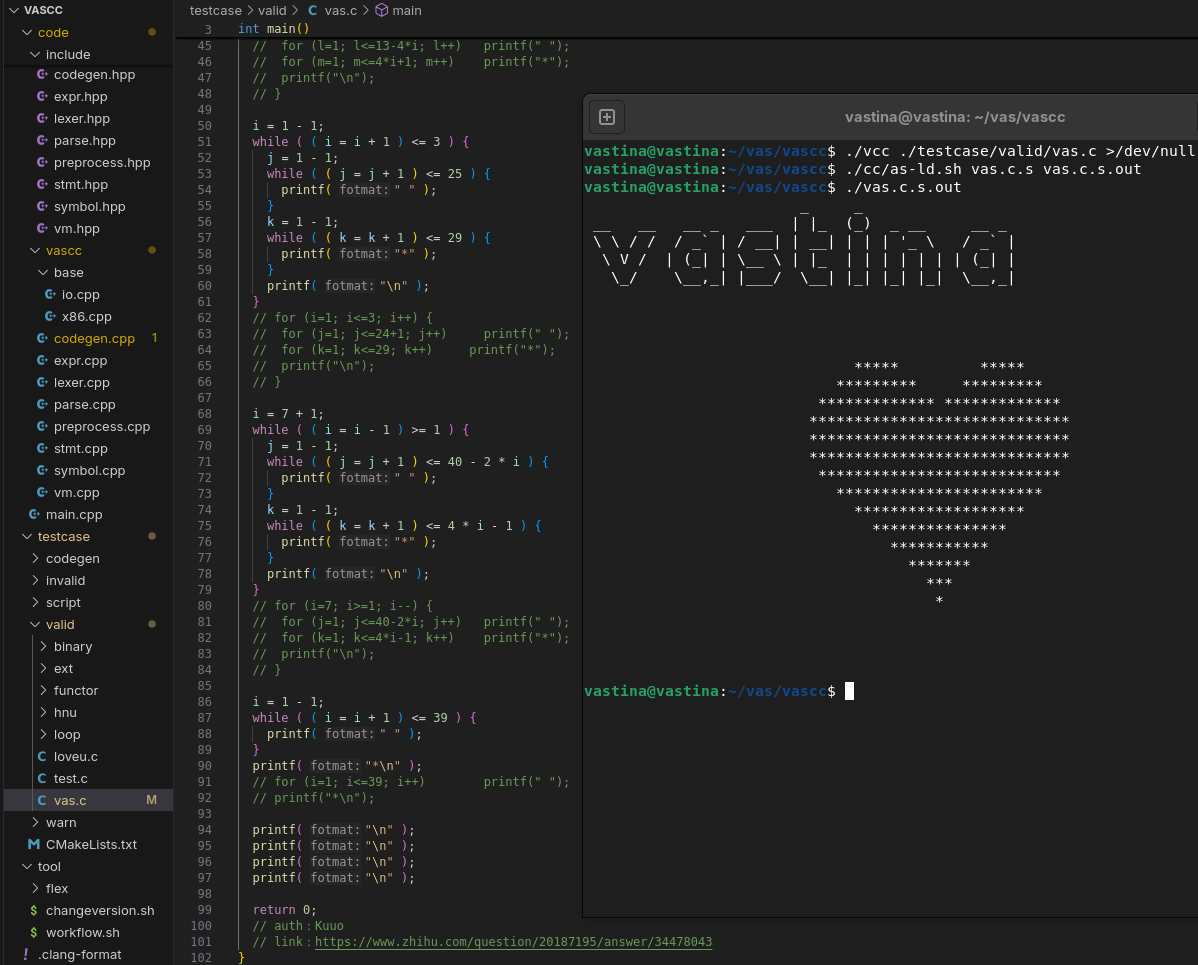 VASCC
code
include
codegen.hpp
expr.hpp
lexer.hpp
parse.hpp
preprocess.hpp
stmt.hpp
symbol.hpp
vm.hpp
vascc
base
io.cpp
x86.cpp
codegen.cpp 1
expr.cpp
lexer.cpp
parse.cpp
preprocess.cpp
stmt.cpp
symbol.cpp
vm.cpp
main.cpp
testcase
codegen
invalid
script
valid
binary
ext
functor
hnu
loop
loveu.c
test.c
vas.c M
warn
CMakeLists.txt
tool
flex
changeversion.sh
workflow.sh
.clang-format
testcase > valid > C vas.c > main
3 int main()
45 //  for (l=1; l<=13-4*i; l++)   printf(" ");
46 //  for (m=1; m<=4*i+1; m++)    printf("*");
47 //  printf("\n");
48 // }
49
50 i = 1 - 1;
51 while ( ( i = i + 1 ) <= 3 ) {
52   j = 1 - 1;
53   while ( ( j = j + 1 ) <= 25 ) {
54     printf( fotmat: " " );
55   }
56   k = 1 - 1;
57   while ( ( k = k + 1 ) <= 29 ) {
58     printf( fotmat: "*" );
59   }
60   printf( fotmat: "\n" );
61 }
62 // for (i=1; i<=3; i++) {
63 //  for (j=1; j<=24+1; j++)     printf(" ");
64 //  for (k=1; k<=29; k++)     printf("*");
65 //  printf("\n");
66 // }
67
68 i = 7 + 1;
69 while ( ( i = i - 1 ) >= 1 ) {
70   j = 1 - 1;
71   while ( ( j = j + 1 ) <= 40 - 2 * i ) {
72     printf( fotmat: " " );
73   }
74   k = 1 - 1;
75   while ( ( k = k + 1 ) <= 4 * i - 1 ) {
76     printf( fotmat: "*" );
77   }
78   printf( fotmat: "\n" );
79 }
80 // for (i=7; i>=1; i--) {
81 //  for (j=1; j<=40-2*i; j++)   printf(" ");
82 //  for (k=1; k<=4*i-1; k++)    printf("*");
83 //  printf("\n");
84 // }
85
86 i = 1 - 1;
87 while ( ( i = i + 1 ) <= 39 ) {
88   printf( fotmat: " " );
89 }
90 printf( fotmat: "*\n" );
91 // for (i=1; i<=39; i++)        printf(" ");
92 // printf("*\n");
93
94 printf( fotmat: "\n" );
95 printf( fotmat: "\n" );
96 printf( fotmat: "\n" );
97 printf( fotmat: "\n" );
98
99 return 0;
100 // auth：Kuuo
101 // link：https://www.zhihu.com/question/20187195/answer/34478043
102 }
vastina@vastina: ~/vas/vascc
vastina@vastina:~/vas/vascc$ ./vcc ./testcase/valid/vas.c >/dev/null
vastina@vastina:~/vas/vascc$ ./cc/as-ld.sh vas.c.s vas.c.s.out
vastina@vastina:~/vas/vascc$ ./vas.c.s.out
vastina
*****         *****
*********     *********
************* *************
*****************************
*****************************
*****************************
***************************
***********************
*******************
***************
***********
*******
***
*
vastina@vastina:~/vas/vascc$